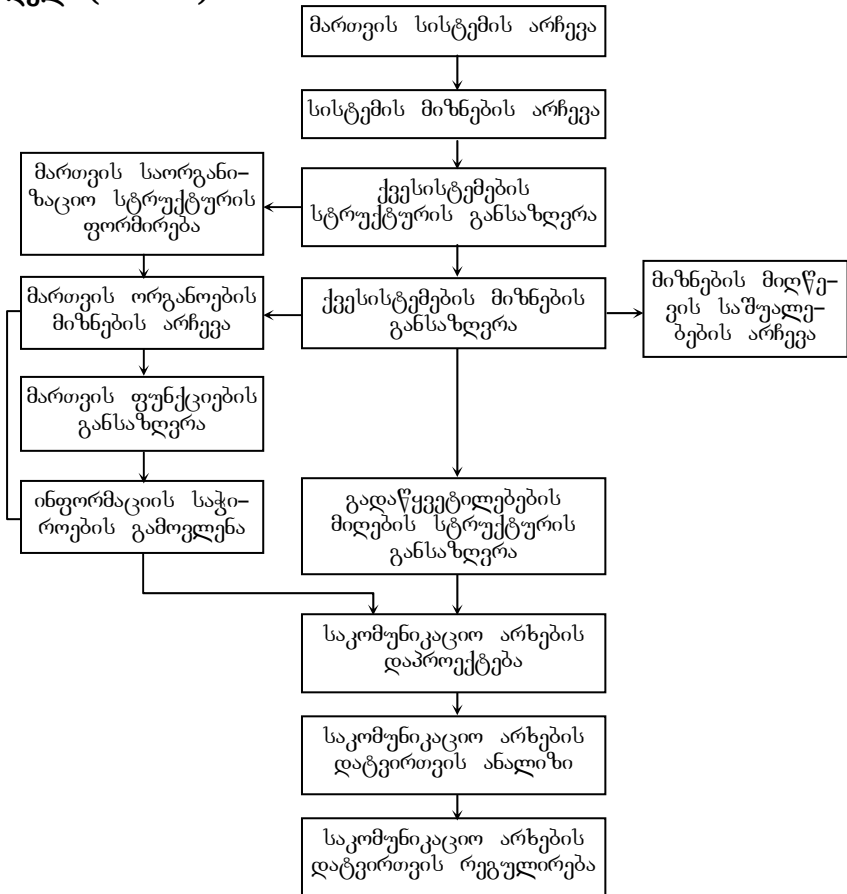 მართვის სისტემის არჩევა
სისტემის მიზნების არჩევა
მართვის საორგანი–
ზაციო სტრუქტურის
ფორმირება
ქვესისტემების
სტრუქტურის განსაზღვრა
მართვის ორგანოების
მიზნების არჩევა
ქვესისტემების მიზნების
განსაზღვრა
მიზნების მიღწე–
ვის საშუალე–
ბების არჩევა
მართვის ფუნქციების
განსაზღვრა
ინფორმაციის საჭი–
როების გამოვლენა
გადაწყვეტილებების
მიღების სტრუქტურის
განსაზღვრა
საკომუნიკაციო არხების
დაპროექტება
საკომუნიკაციო არხების
დატვირთვის ანალიზი
საკომუნიკაციო არხების
დატვირთვის რეგულირება